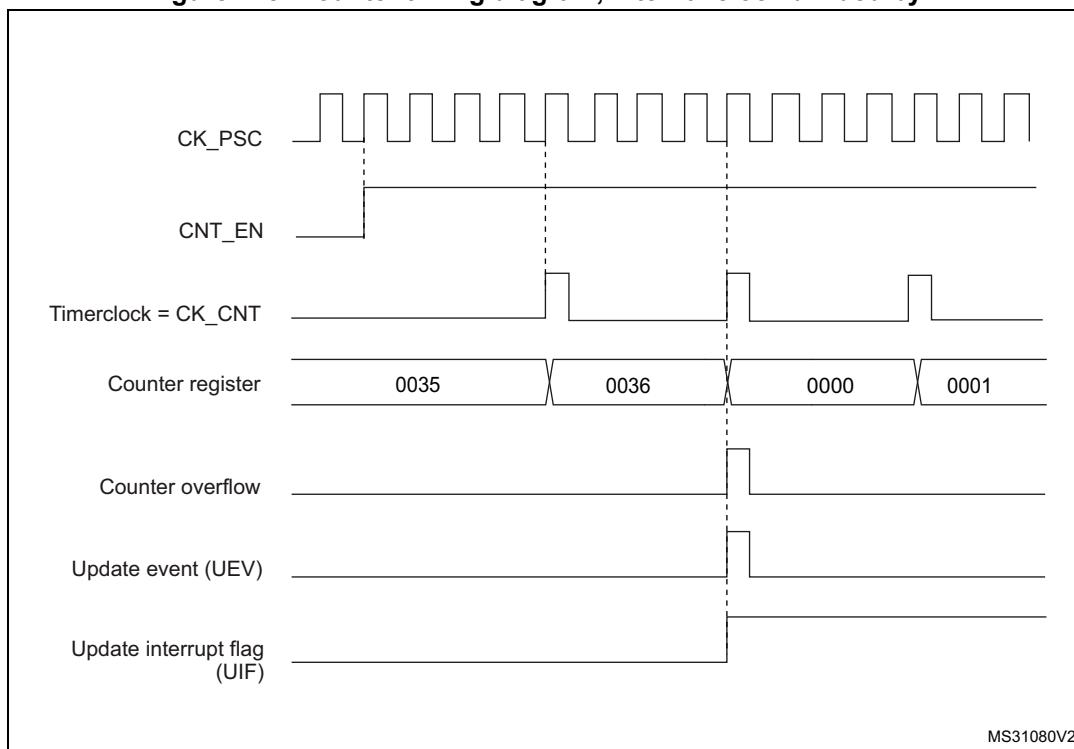 CK_PSC
CNT_EN
Timerclock = CK_CNT
Counter register
0035 0036 0000 0001
Counter overflow
Update event (UEV)
Update interrupt flag
(UIF)
MS31080V2